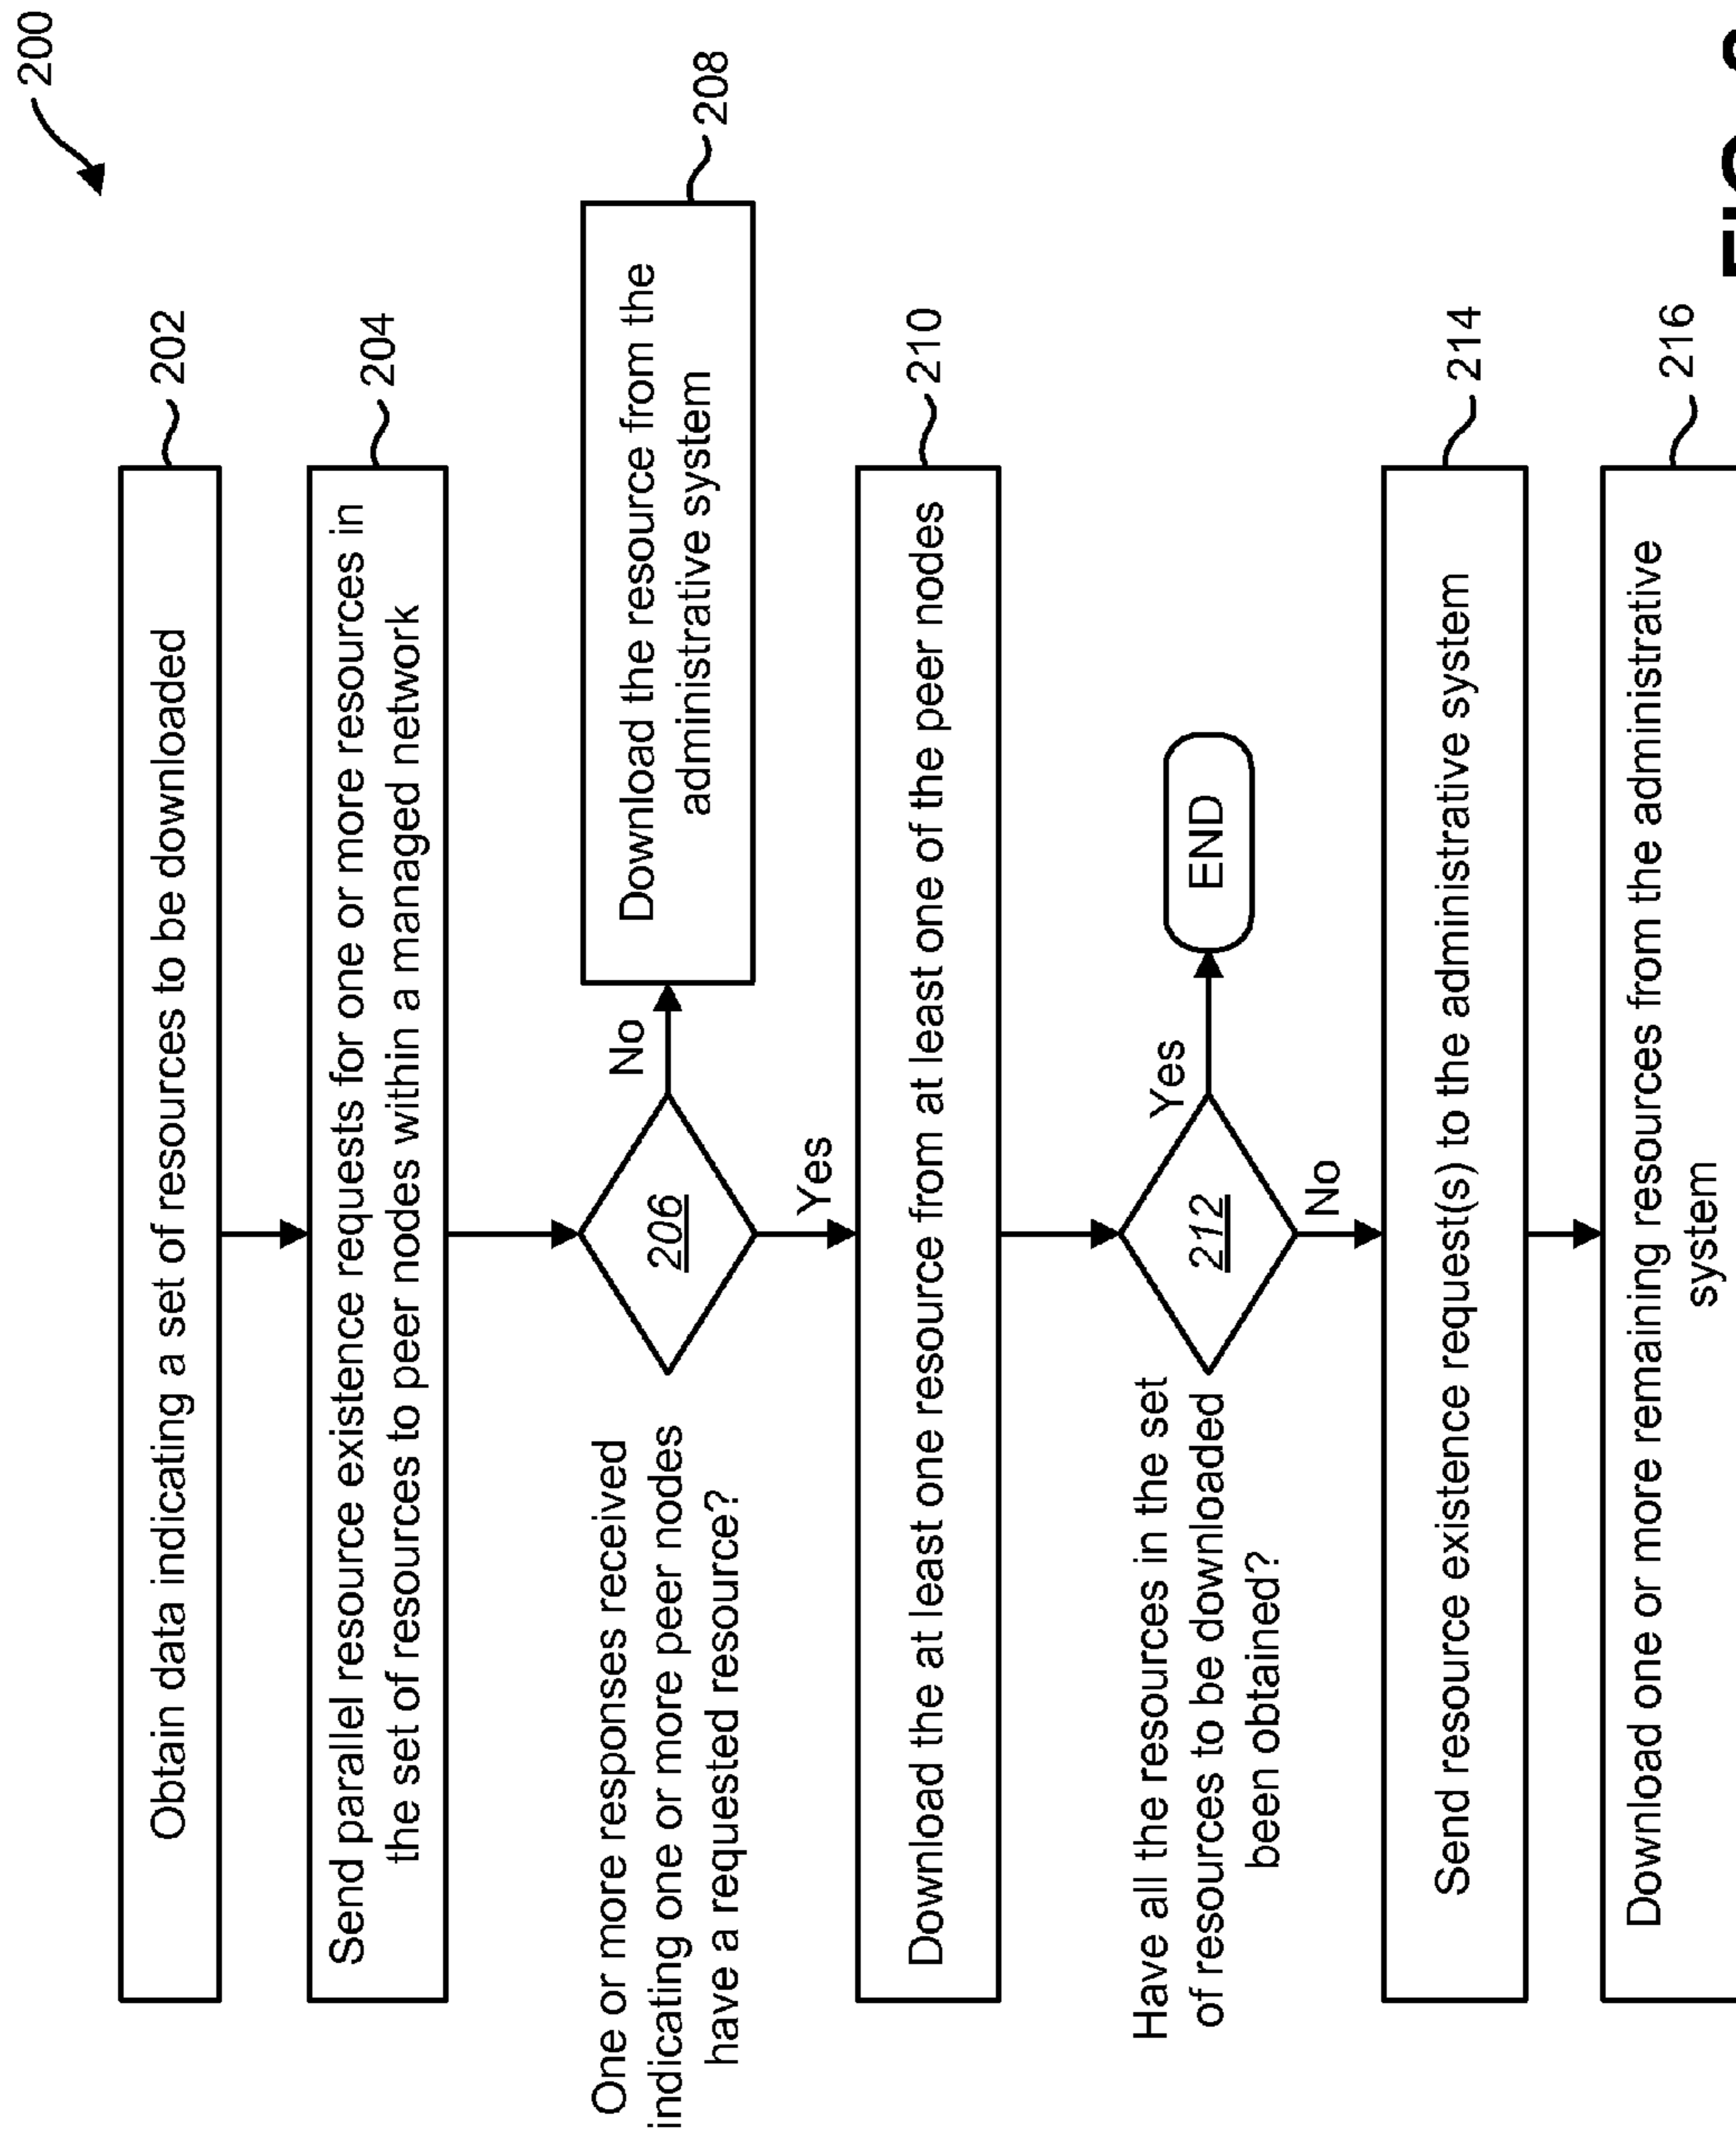 200
Obtain data indicating a set of resources to be downloaded
202
Send parallel resource existence requests for one or more resources in
the set of resources to peer nodes within a managed network
204
One or more responses received
indicating one or more peer nodes
have a requested resource?
206
No
Download the resource from the
administrative system
208
Yes
Download the at least one resource from at least one of the peer nodes
210
Have all the resources in the set
of resources to be downloaded
been obtained?
212
Yes
END
No
Send resource existence request(s) to the administrative system
214
Download one or more remaining resources from the administrative
system
216